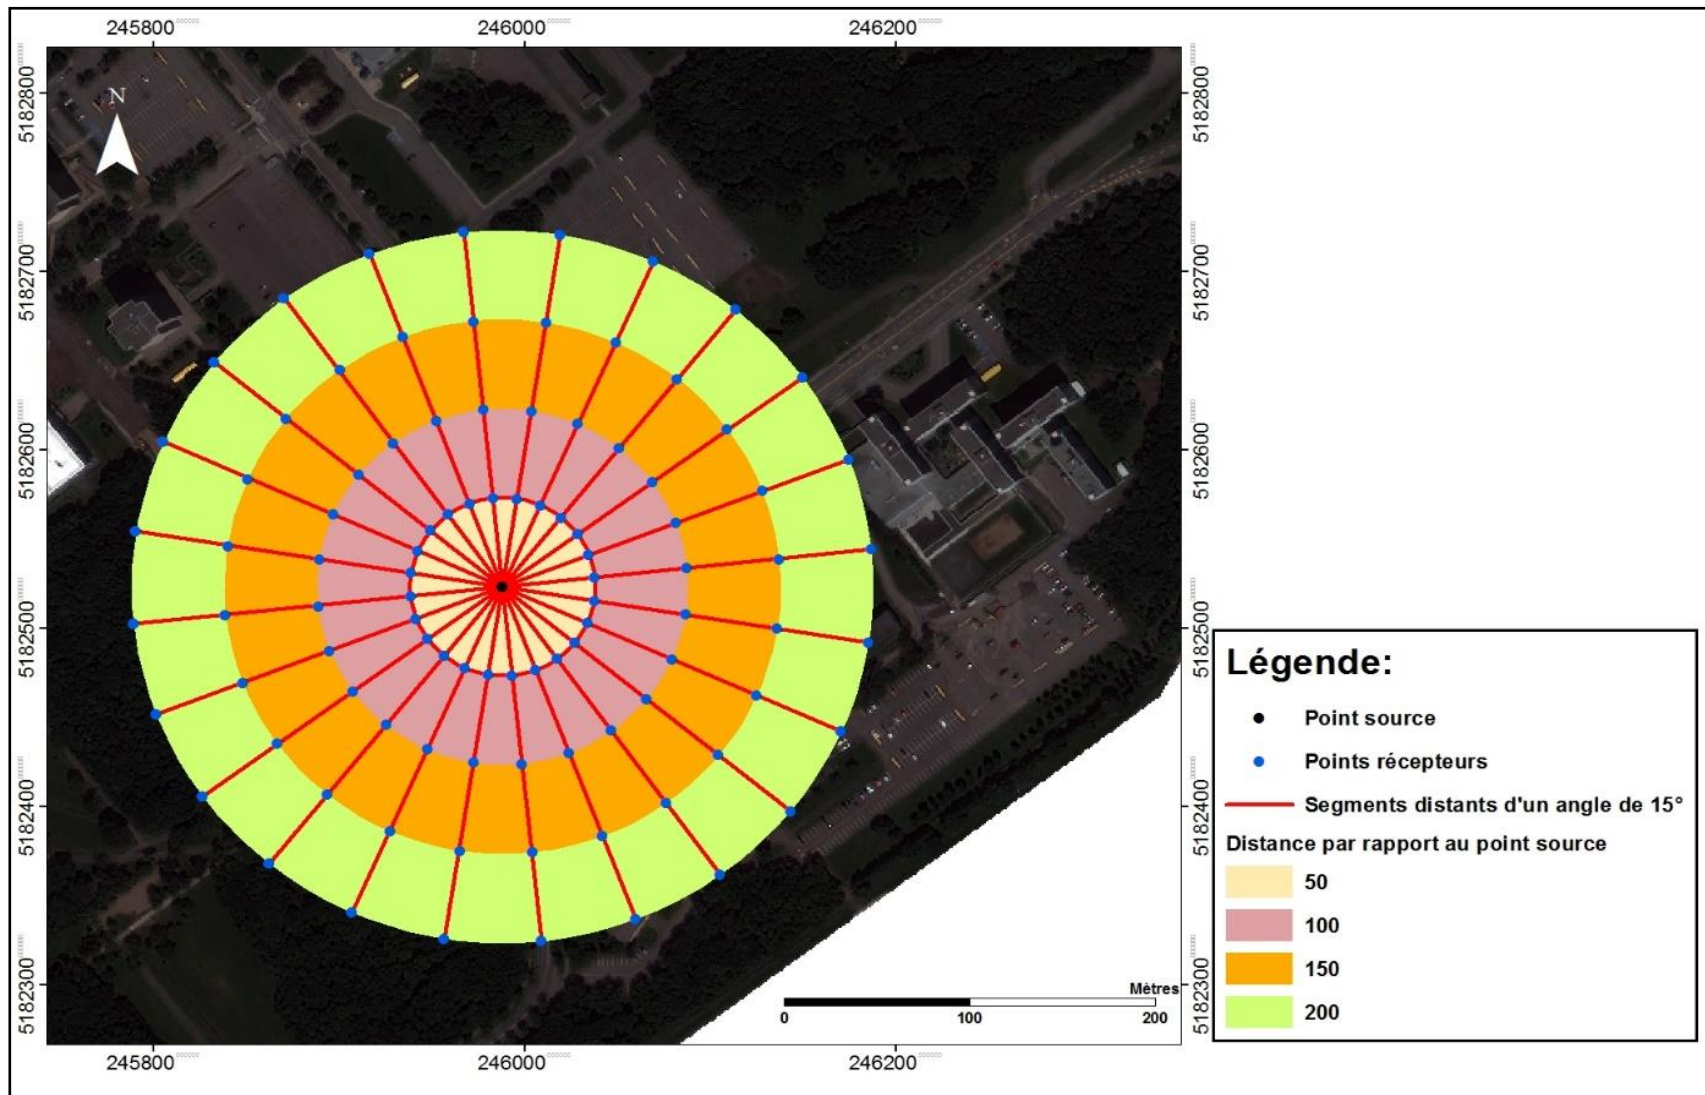 245800 246000 246200
N
5182800 5182800
5182700 5182700
5182600 5182600
5182500 5182500
Légende:
Point source
Points récepteurs
Segments distants d'un angle de 15°
Distance par rapport au point source
50
100
150
200
5182400 5182400
5182300 5182300
Mètres
0 100 200
245800 246000 246200